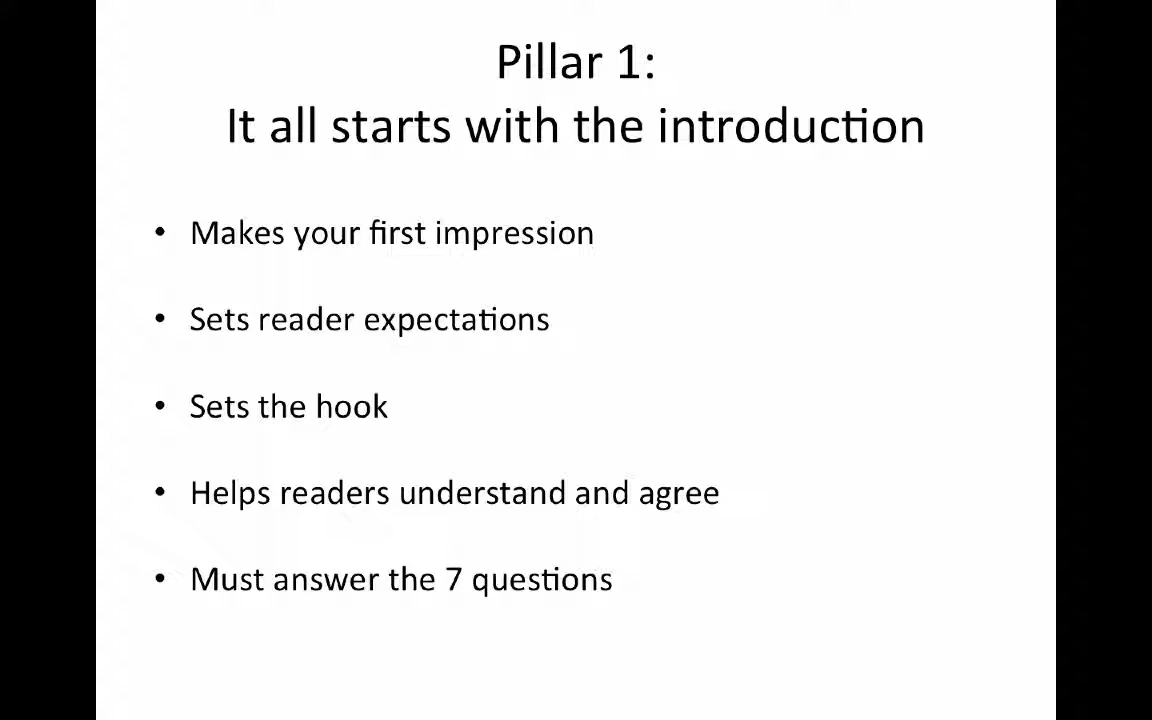 Pillar 1:
It all starts with the introduction
• Makes your first impression
• Sets reader expectations
• Sets the hook
• Helps readers understand and agree
• Must answer the 7 questions